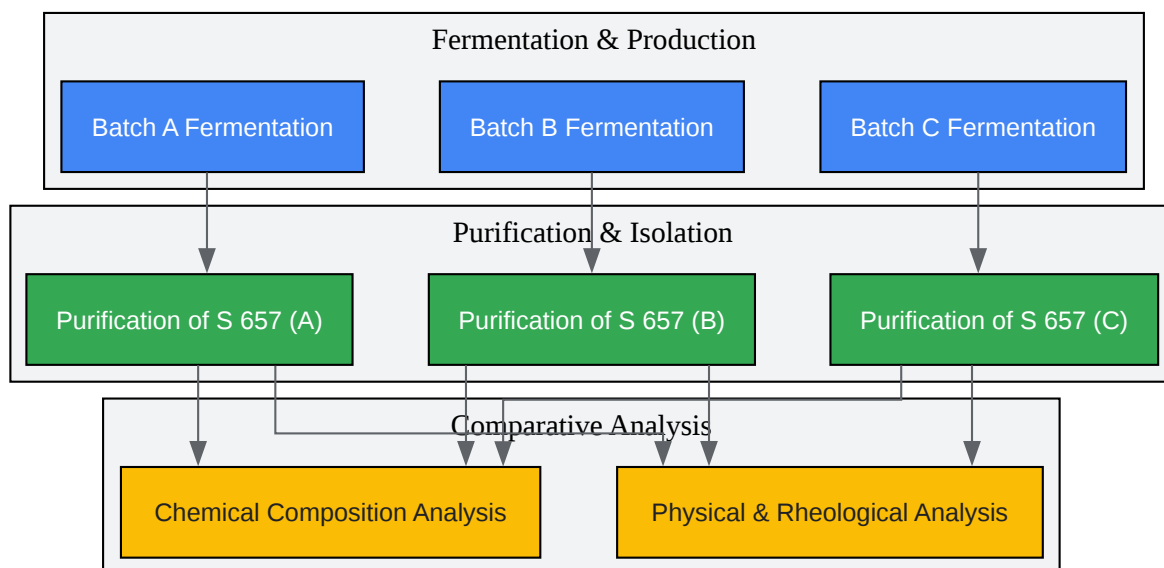 Fermentation & Production
Batch A Fermentation
Batch B Fermentation
Batch C Fermentation
Purification & Isolation
Purification of S 657 (A)
Purification of S 657 (B)
Purification of S 657 (C)
Comparative Analysis
Chemical Composition Analysis
Physical & Rheological Analysis